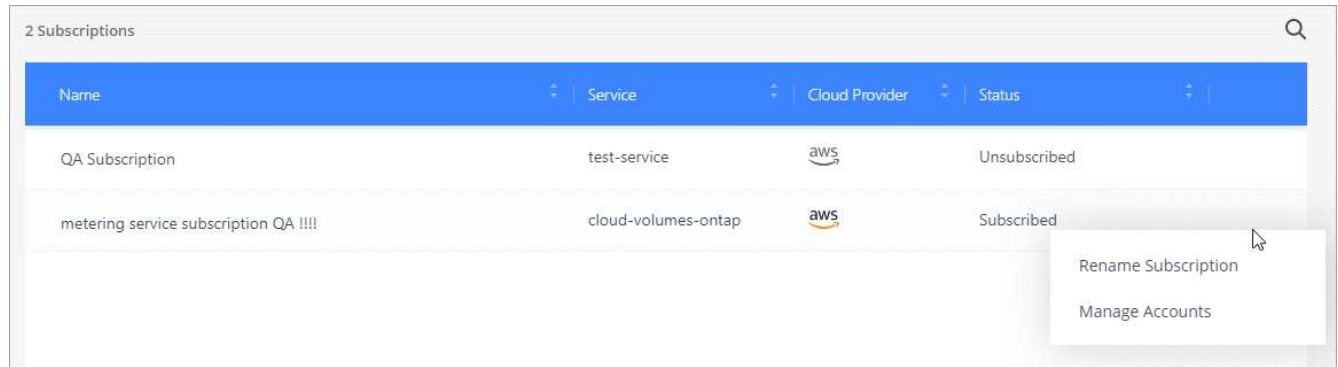 2 Subscriptions
Name Service Cloud Provider Status
QA Subscription test-service aws Unsubscribed
metering service subscription QA !!!! cloud-volumes-ontap aws Subscribed
Rename Subscription
Manage Accounts